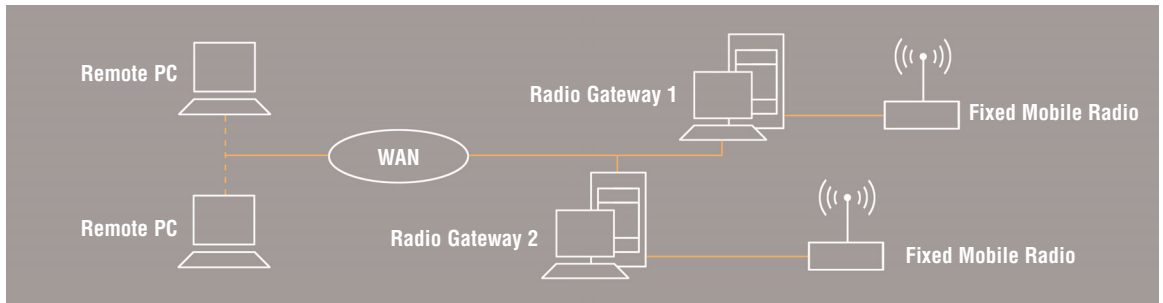 Remote PC
Radio Gateway 1
Fixed Mobile Radio
WAN
Remote PC
Radio Gateway 2
Fixed Mobile Radio